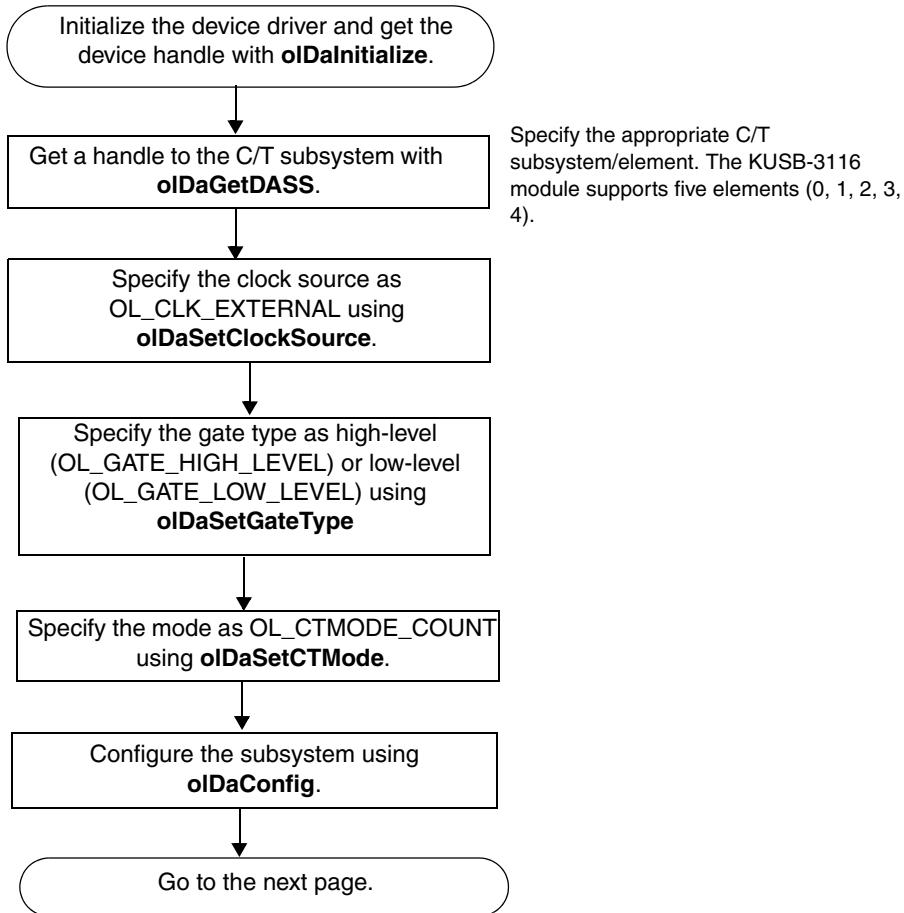 Initialize the device driver and get the
device handle with olDaInitialize.
Get a handle to the C/T subsystem with
olDaGetDASS.
Specify the appropriate C/T
subsystem/element. The KUSB-3116
module supports five elements (0, 1, 2, 3,
4).
Specify the clock source as
OL_CLK_EXTERNAL using
olDaSetClockSource.
Specify the gate type as high-level
(OL_GATE_HIGH_LEVEL) or low-level
(OL_GATE_LOW_LEVEL) using
olDaSetGateType
Specify the mode as OL_CTMODE_COUNT
using olDaSetCTMode.
Configure the subsystem using
olDaConfig.
Go to the next page.